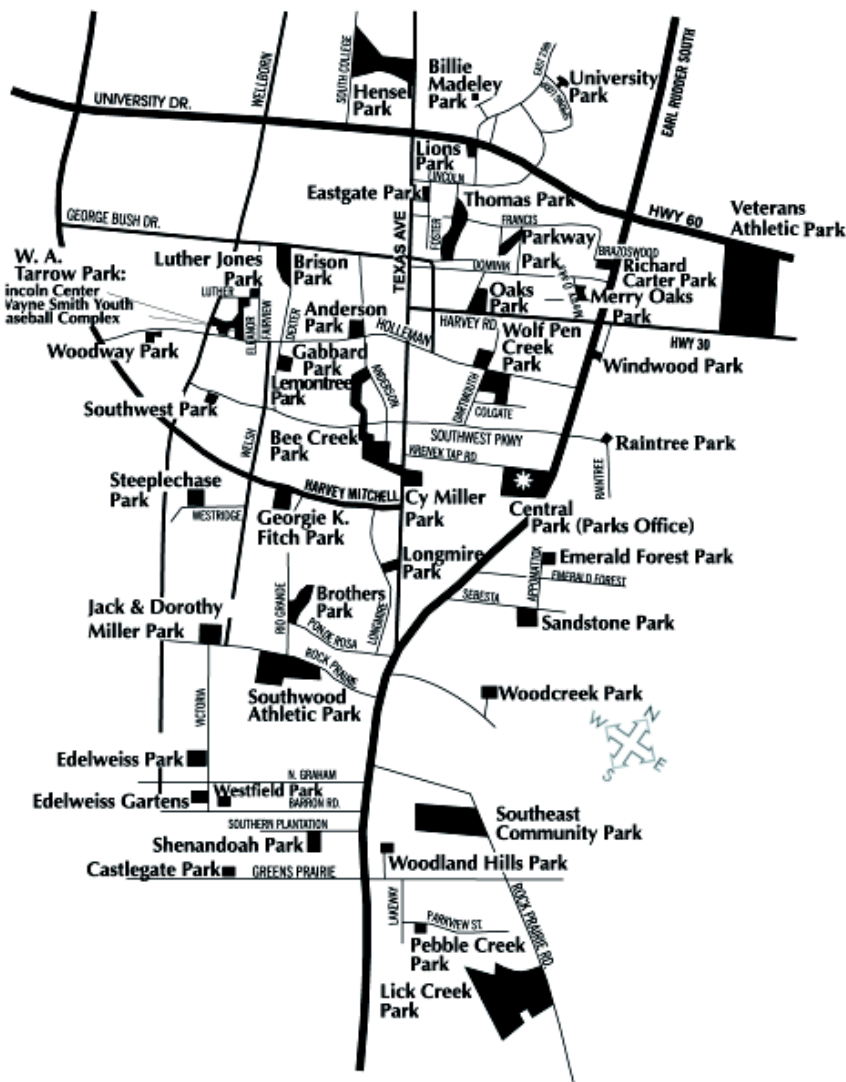 UNIVERSITY DR.
WELLBORN
SOUTH COLLEGE
Hensel
Park
Billie
Madeley
Park
EAST 29th
University
Park
EARL RUDDER SOUTH
Lions
Park
LINCOLN
Eastgate Park
Thomas Park
FRANCIS
FOSTER
HWY 60
Veterans
Athletic Park
GEORGE BUSH DR.
TEXAS AVE
Parkway
Park
BRAZOSWOOD
DOMINIK
Richard
Carter Park
W. A.
Tarrow Park:
incoln Center
Wayne Smith Youth
aseball Complex
Luther Jones
Park
LUTHER
Brison
Park
Oaks
Park
Merry Oaks
Park
ELEANOR
FAIRVIEW
DEXTER
Anderson
Park
HOLLEMAN
HARVEY RD.
HWY 30
Wolf Pen
Creek
Park
Windwood Park
Woodway Park
Gabbard
Park
Lemontree
Park
ANDERSON
DARTMOUTH
COLGATE
Southwest Park
SOUTHWEST PKWY
Raintree Park
WELSH
Bee Creek
Park
KRENEK TAP RD.
RAINTREE
Steeplechase
Park
HARVEY MITCHELL
WESTRIDGE
Georgie K.
Fitch Park
Cy Miller
Park
Central
Park (Parks Office)
Longmire
Park
APPOMATTOX
Emerald Forest Park
EMERALD FOREST
Jack & Dorothy
Miller Park
RIO GRANDE
Brothers
Park
PONDEROSA
LONGMIRE
SEBESTA
Sandstone Park
ROCK PRAIRIE
Southwood
Athletic Park
VICTORIA
Woodcreek Park
N
W
E
S
Edelweiss Park
N. GRAHAM
Edelweiss Gartens
Westfield Park
BARRON RD.
SOUTHERN PLANTATION
Shenandoah Park
Southeast
Community Park
Castlegate Park
GREENS PRAIRIE
Woodland Hills Park
LAKEWAY
PARKVIEW ST.
ROCK PRAIRIE RD.
Pebble Creek
Park
Lick Creek
Park